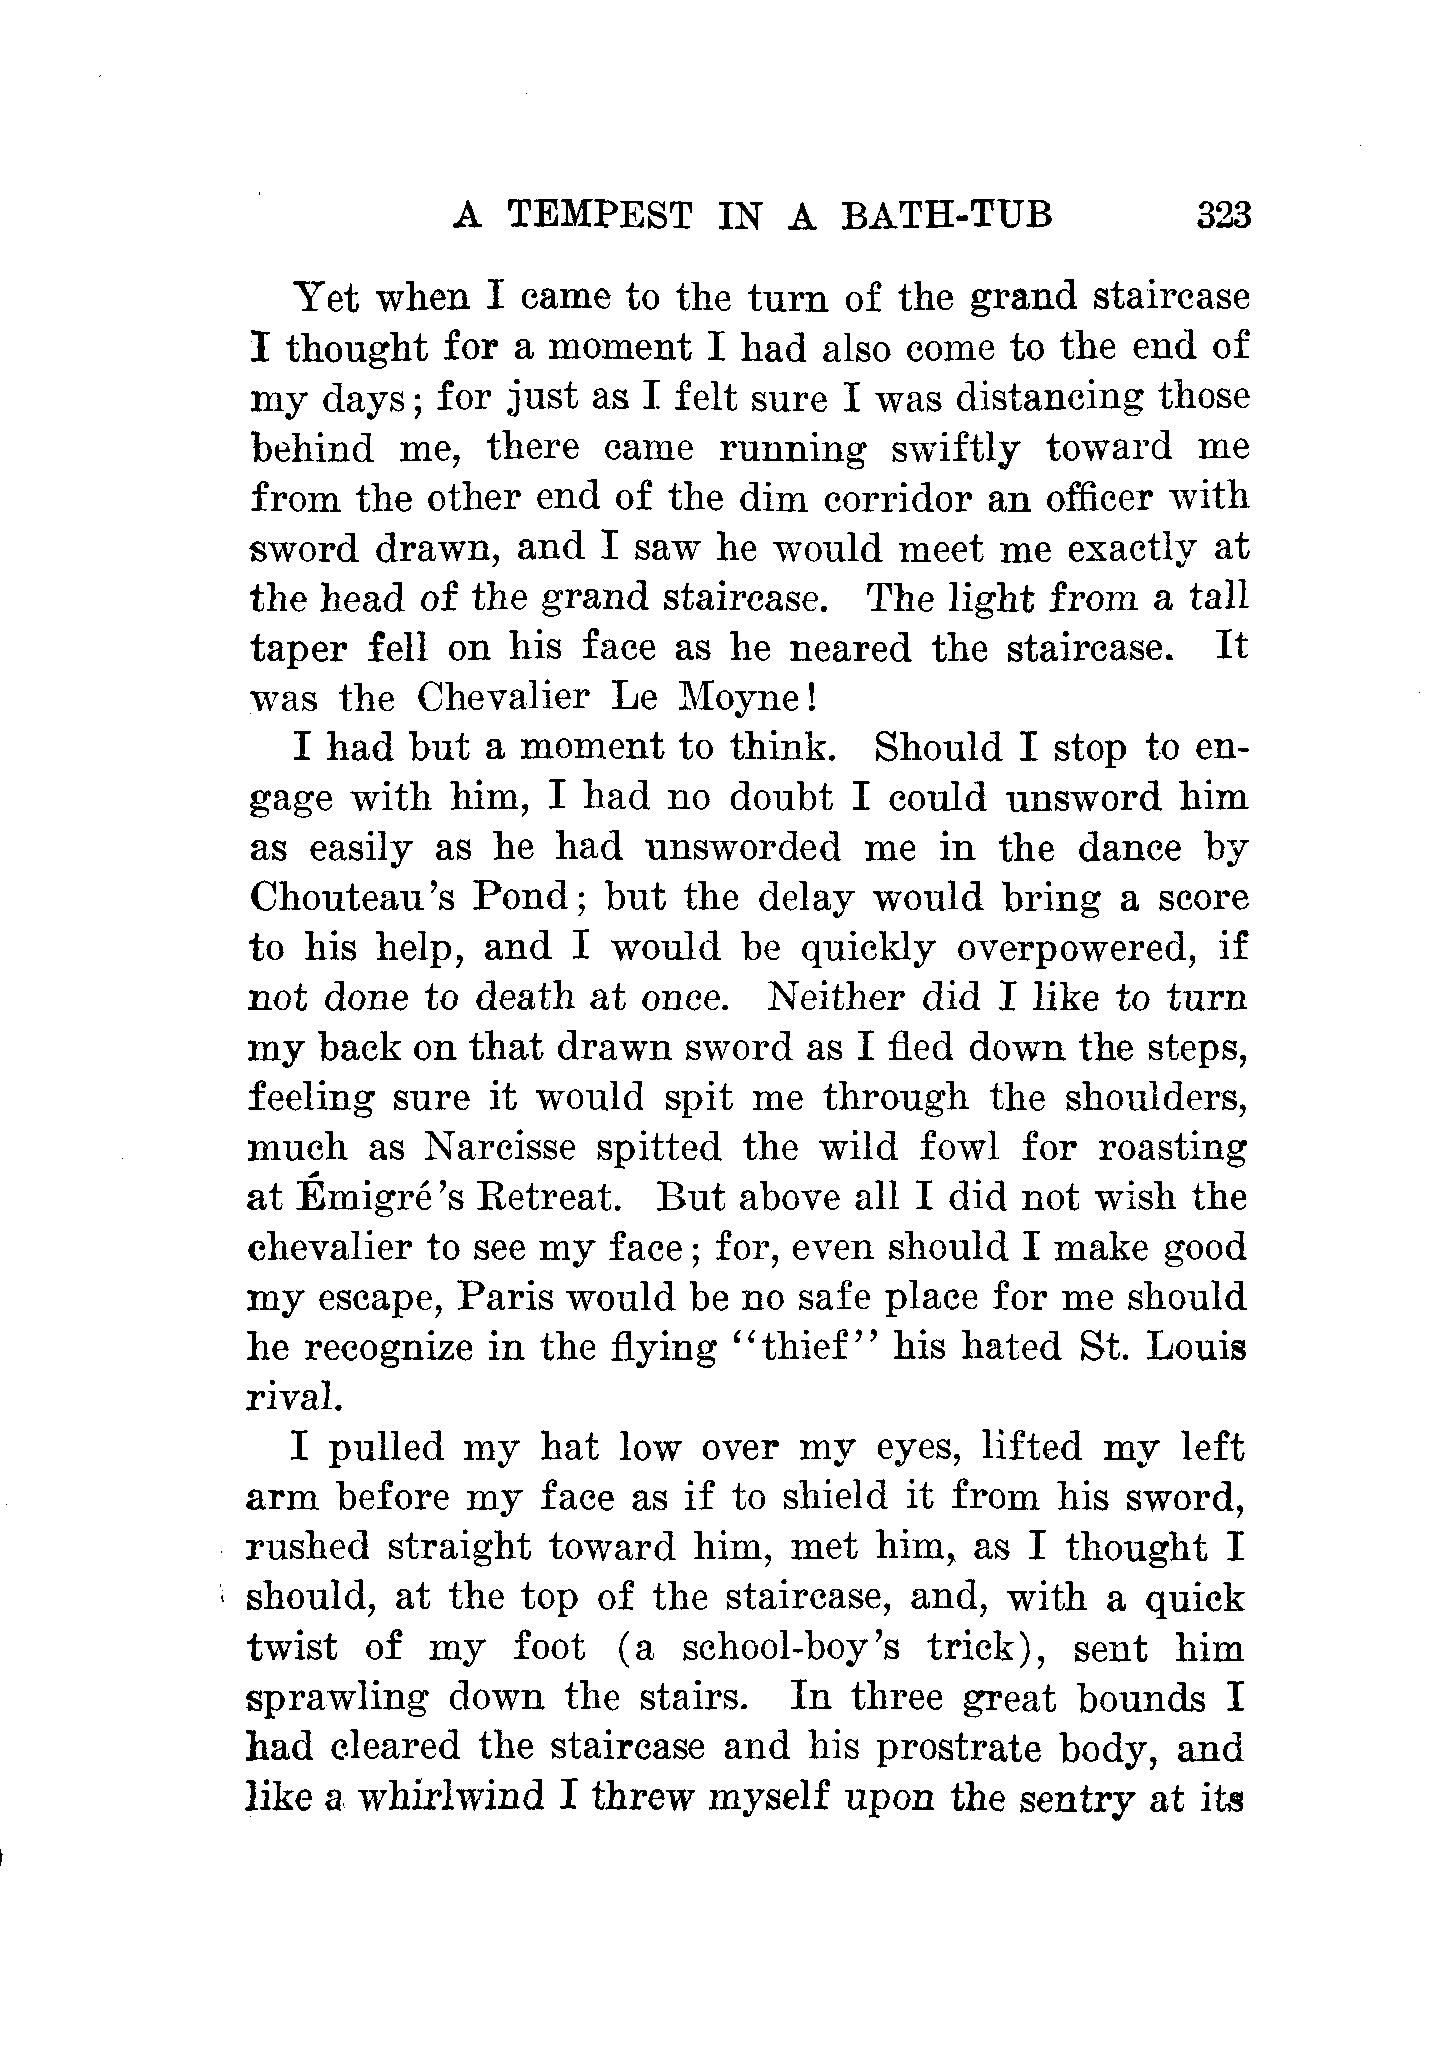 A TEMPEST IN A BATH-TUB 323
Yet when I came to the turn of the grand staircase
I thought for a moment I had also come to the end of
my days; for just as I felt sure I was distancing those
behind me, there came running swiftly toward me
from the other end of the dim corridor an officer with
sword drawn, and I saw he would meet me exactly at
the head of the grand staircase. The light from a tall
taper fell on his face as he neared the staircase. It
was the Chevalier Le Moyne!
I had but a moment to think. Should I stop to en-
gage with him, I had no doubt I could unsword him
as easily as he had unsworded me in the dance by
Chouteau's Pond; but the delay would bring a score
to his help, and I would be quickly overpowered, if
not done to death at once. Neither did I like to turn
my back on that drawn sword as I fled down the steps,
feeling sure it would spit me through the shoulders,
much as Narcisse spitted the wild fowl for roasting
at Émigré's Retreat. But above all I did not wish the
chevalier to see my face; for, even should I make good
my escape, Paris would be no safe place for me should
he recognize in the flying "thief" his hated St. Louis
rival.
I pulled my hat low over my eyes, lifted my left
arm before my face as if to shield it from his sword,
rushed straight toward him, met him, as I thought I
should, at the top of the staircase, and, with a quick
twist of my foot (a school-boy's trick), sent him
sprawling down the stairs. In three great bounds I
had cleared the staircase and his prostrate body, and
like a whirlwind I threw myself upon the sentry at its